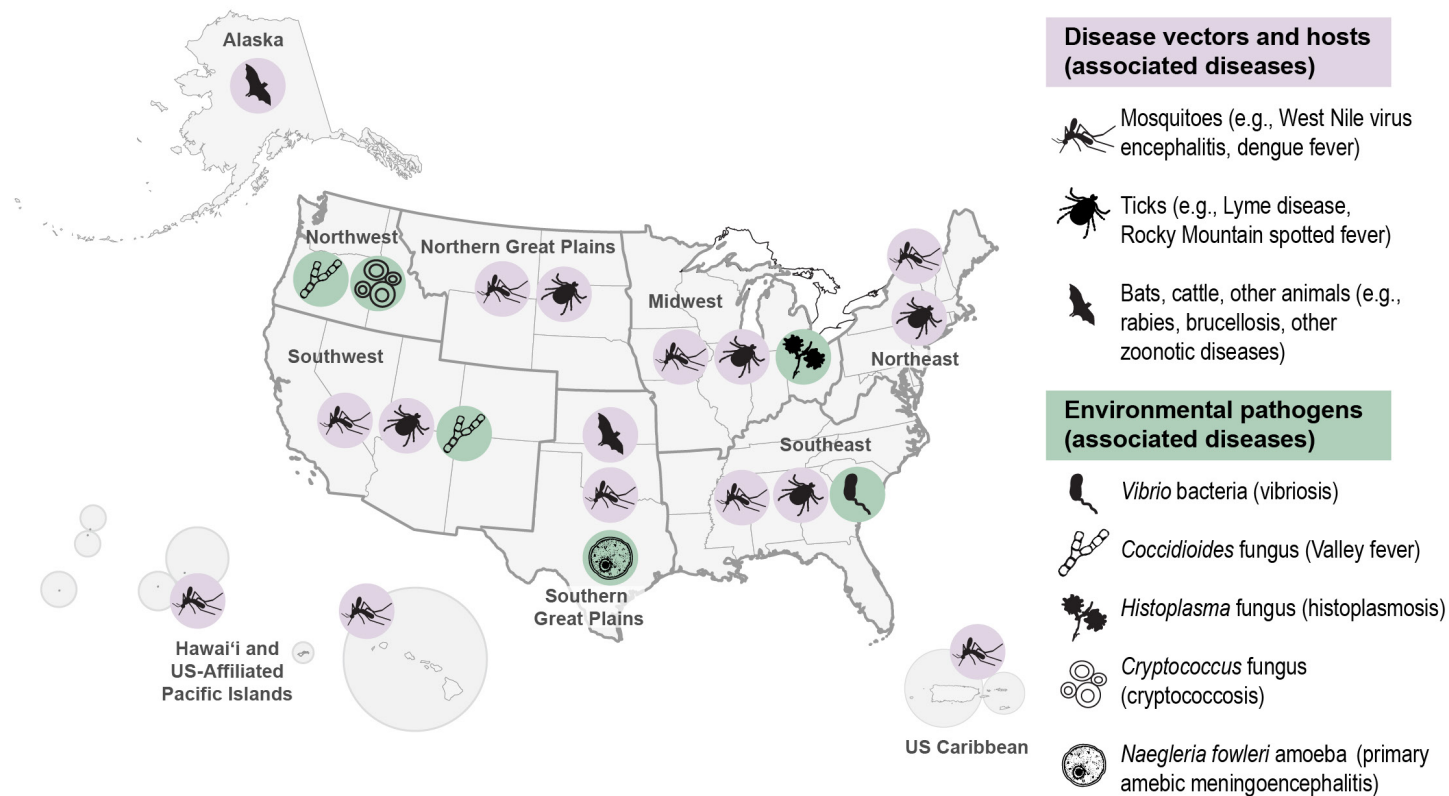 Alaska
Northwest
Northern Great Plains
Midwest
Northeast
Southwest
Southeast
Southern
Great Plains
Hawaiʻi and
US-Affiliated
Pacific Islands
US Caribbean
Disease vectors and hosts
(associated diseases)
Mosquitoes (e.g., West Nile virus
encephalitis, dengue fever)
Ticks (e.g., Lyme disease,
Rocky Mountain spotted fever)
Bats, cattle, other animals (e.g.,
rabies, brucellosis, other
zoonotic diseases)
Environmental pathogens
(associated diseases)
Vibrio bacteria (vibriosis)
Coccidioides fungus (Valley fever)
Histoplasma fungus (histoplasmosis)
Cryptococcus fungus
(cryptococcosis)
Naegleria fowleri amoeba (primary
amebic meningoencephalitis)